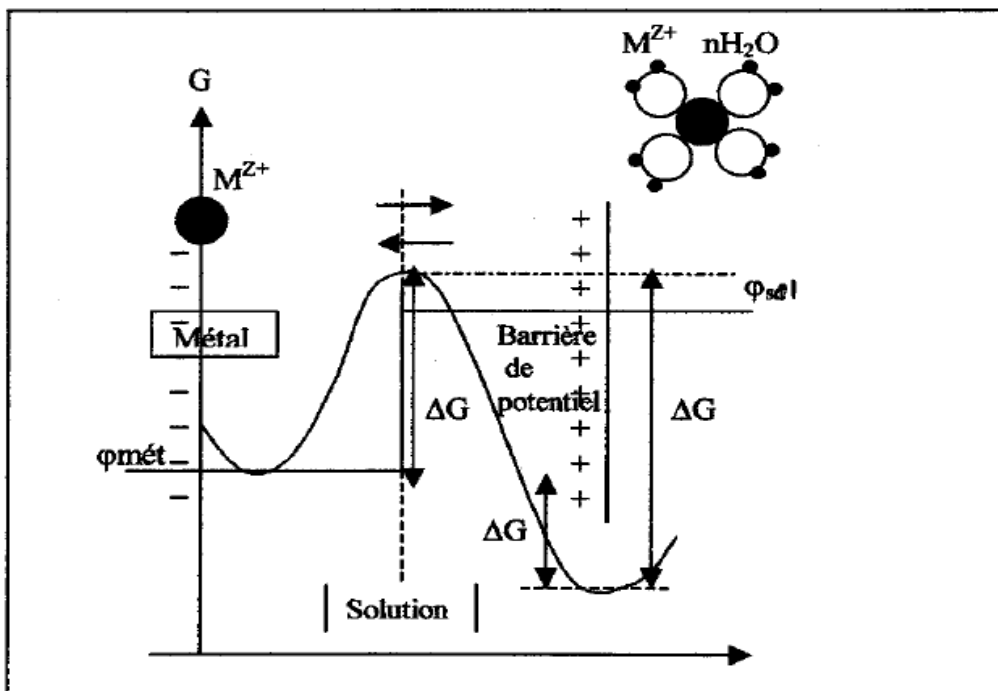 M^{Z+} nH₂O
G
M^{Z+}
− − − − − − −
+ + + + + + + +
Métal
Barrière
de
potentiel
ΔG
ΔG
φmét
ΔG
Solution